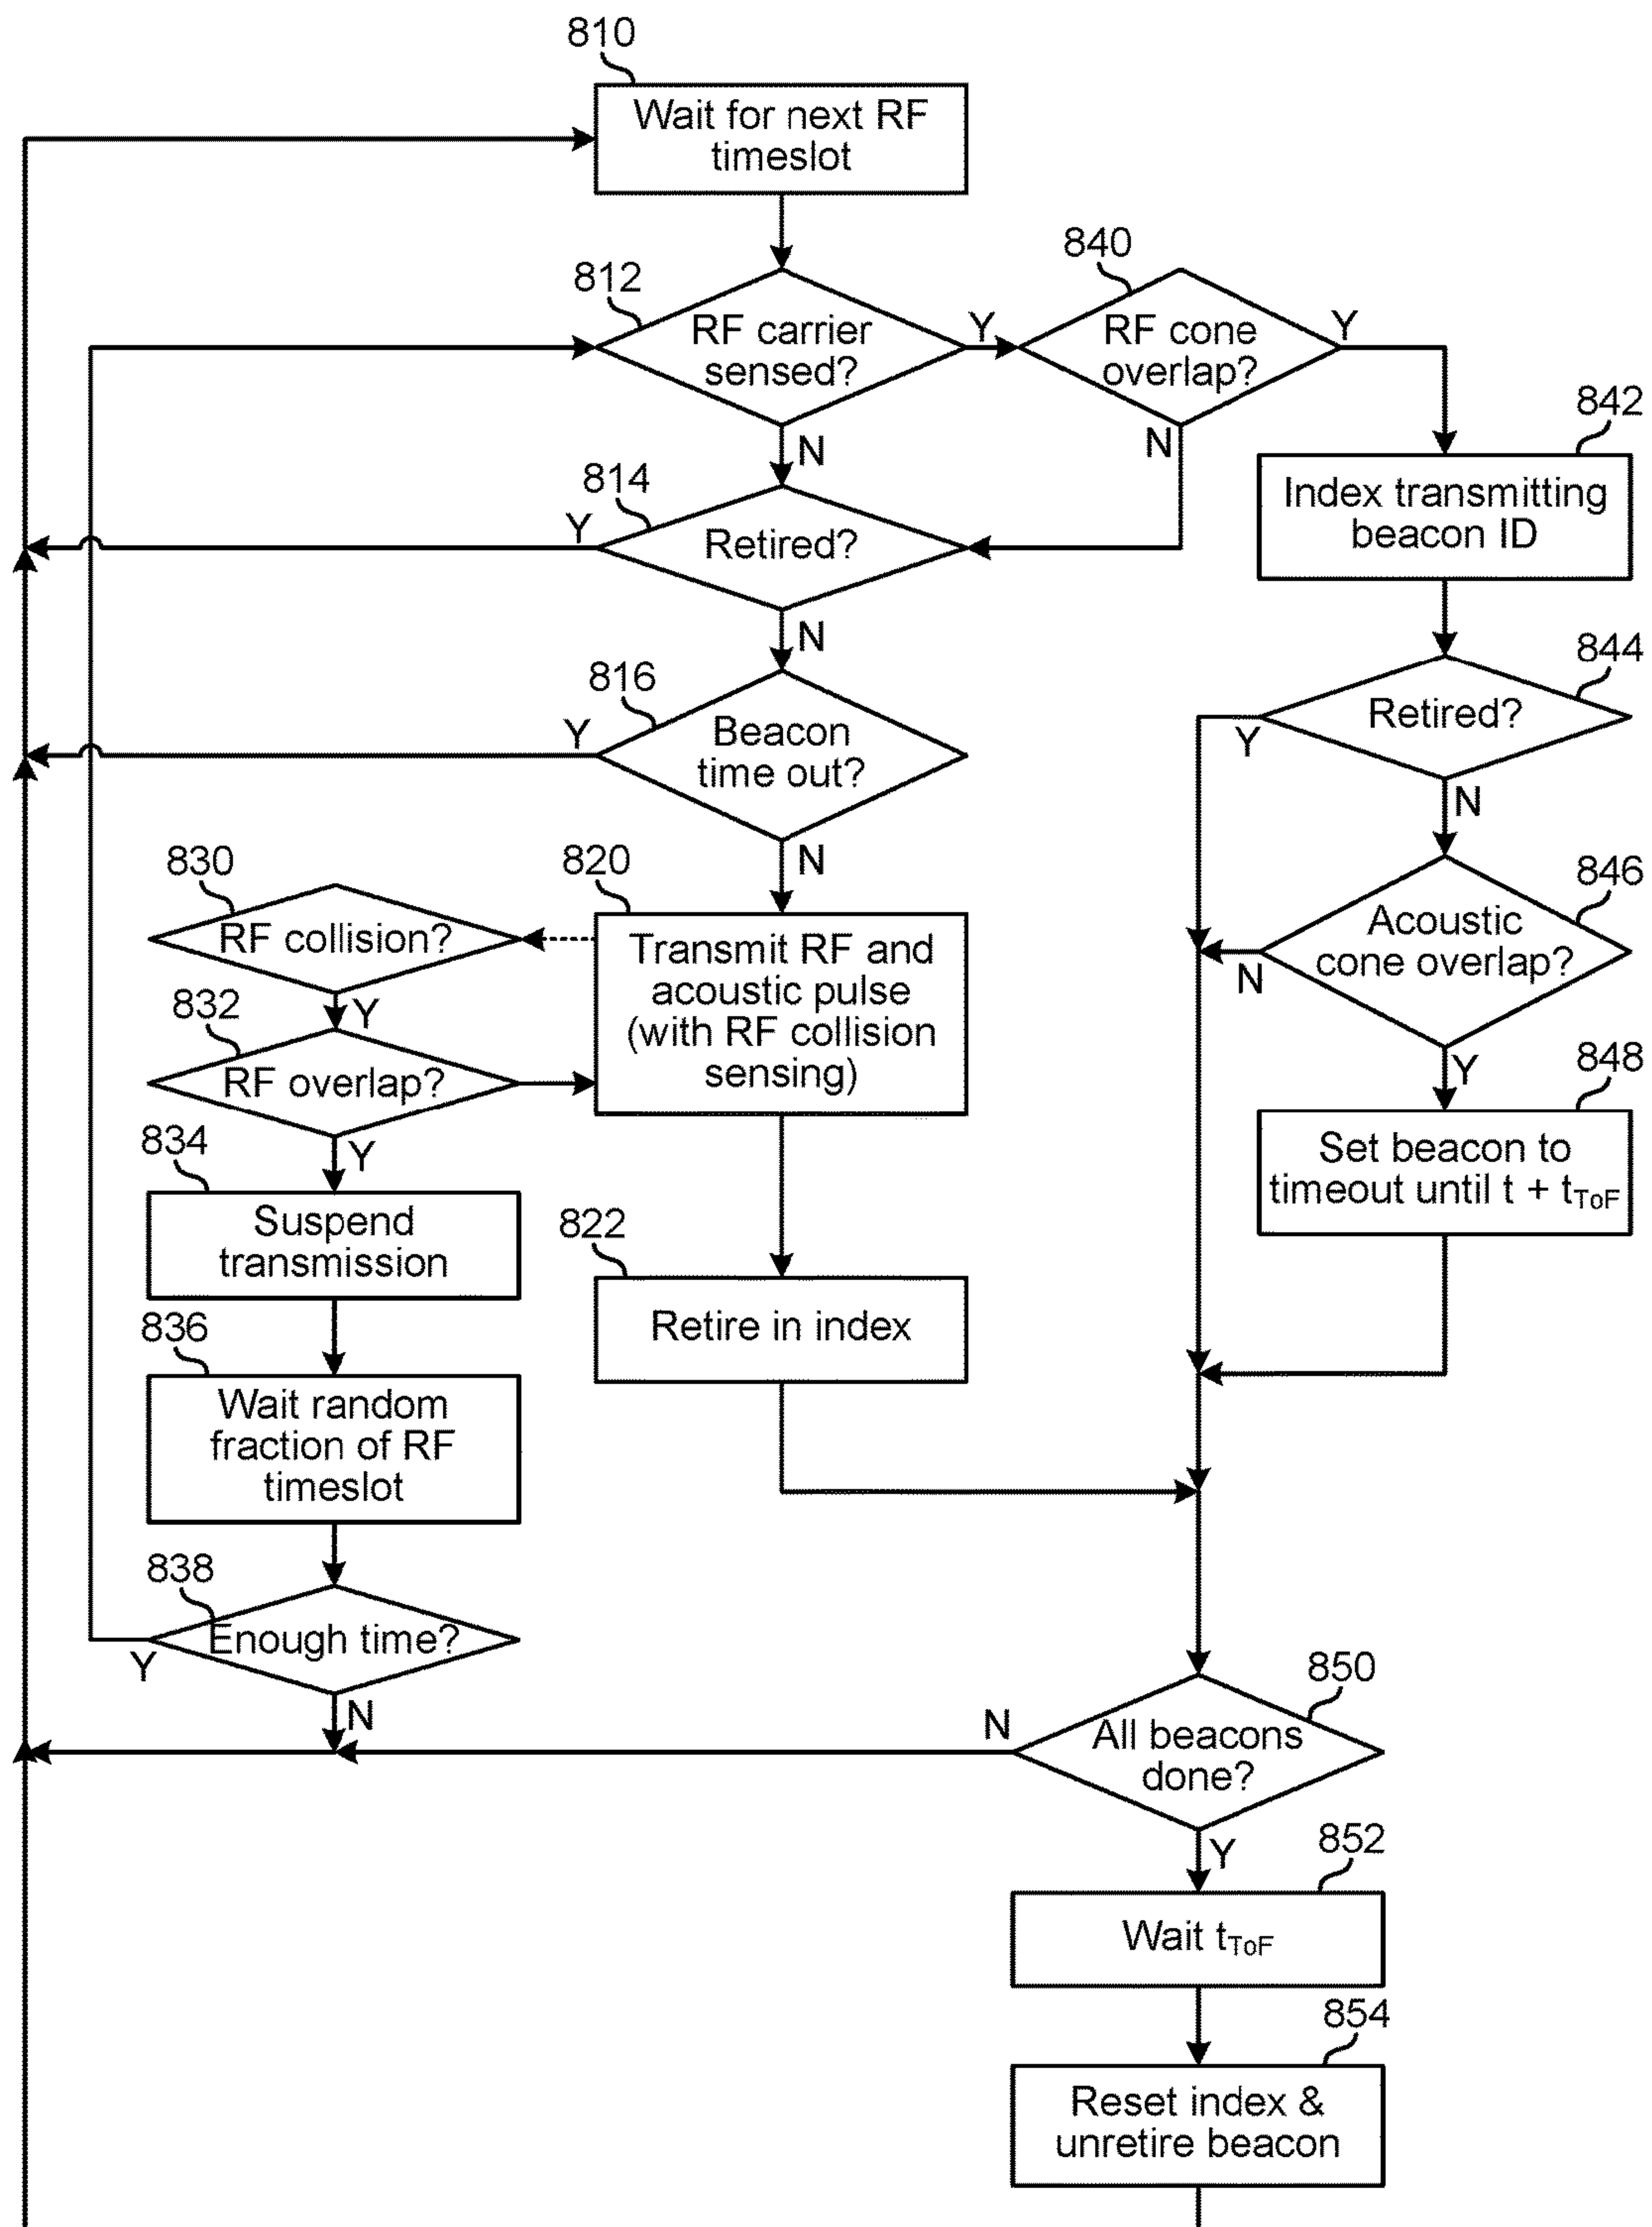 810
Wait for next RF
timeslot
812
RF carrier
sensed?
Y
N
840
RF cone
overlap?
Y
N
842
Index transmitting
beacon ID
814
Retired?
Y
N
844
Retired?
Y
N
816
Beacon
time out?
Y
N
846
Acoustic
cone overlap?
N
Y
830
RF collision?
Y
820
Transmit RF and
acoustic pulse
(with RF collision
sensing)
832
RF overlap?
Y
848
Set beacon to
timeout until t + tToF
834
Suspend
transmission
822
Retire in index
836
Wait random
fraction of RF
timeslot
838
Enough time?
Y
N
850
All beacons
done?
N
Y
852
Wait tToF
854
Reset index &
unretire beacon